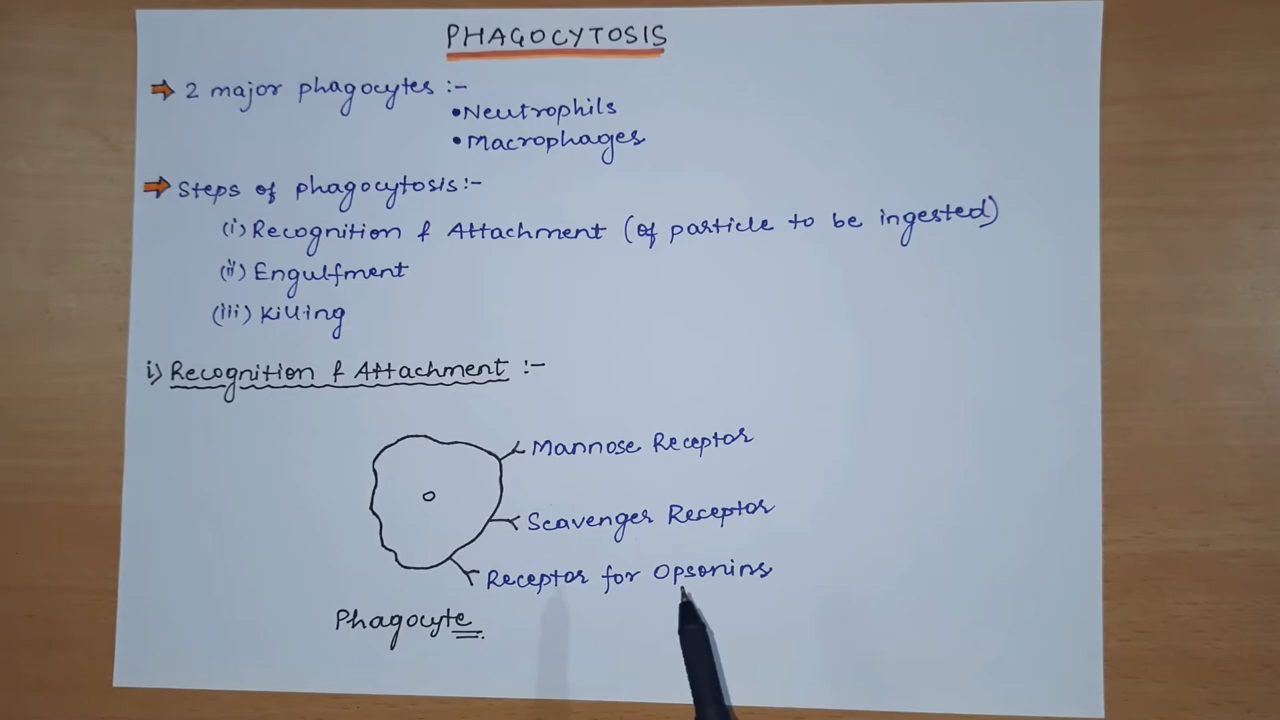 PHAGOCYTOSIS
⇒ 2 major phagocytes :-
• Neutrophils
• Macrophages
⇒ Steps of phagocytosis:-
(i) Recognition & Attachment (of particle to be ingested)
(ii) Engulfment
(iii) Killing
i) Recognition & Attachment :-
Mannose Receptor
Scavenger Receptor
Receptor for Opsonins
Phagocyte